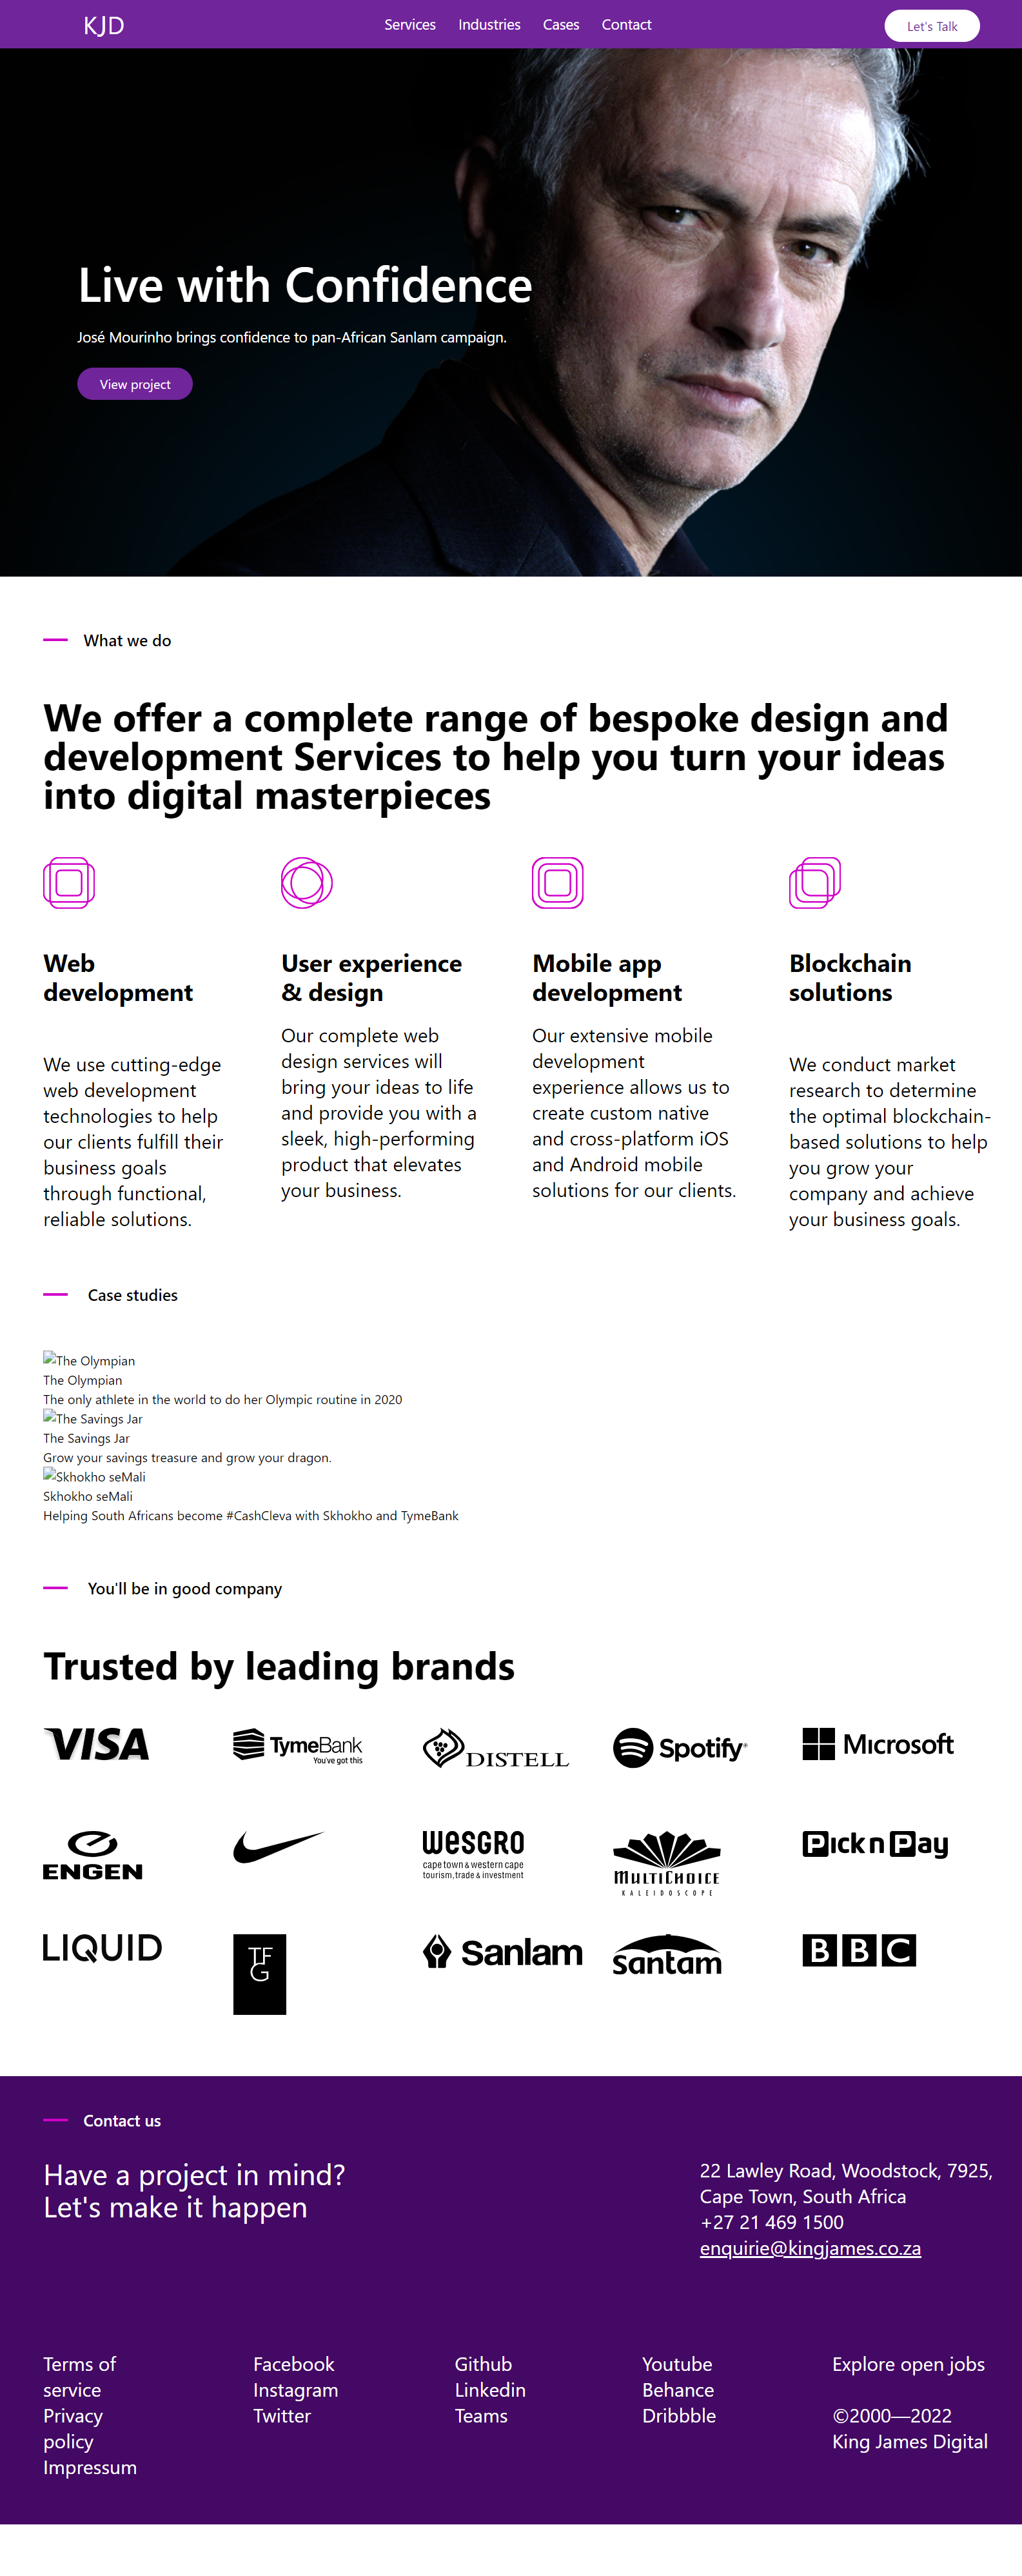 KJD
Services Industries Cases Contact
Let's Talk
Live with Confidence
José Mourinho brings confidence to pan-African Sanlam campaign.
View project
What we do
We offer a complete range of bespoke design and
development Services to help you turn your ideas
into digital masterpieces
Web
development
We use cutting-edge
web development
technologies to help
our clients fulfill their
business goals
through functional,
reliable solutions.
User experience
& design
Our complete web
design services will
bring your ideas to life
and provide you with a
sleek, high-performing
product that elevates
your business.
Mobile app
development
Our extensive mobile
development
experience allows us to
create custom native
and cross-platform iOS
and Android mobile
solutions for our clients.
Blockchain
solutions
We conduct market
research to determine
the optimal blockchain-
based solutions to help
you grow your
company and achieve
your business goals.
Case studies
The Olympian
The Olympian
The only athlete in the world to do her Olympic routine in 2020
The Savings Jar
The Savings Jar
Grow your savings treasure and grow your dragon.
Skhokho seMali
Skhokho seMali
Helping South Africans become #CashCleva with Skhokho and TymeBank
You'll be in good company
Trusted by leading brands
VISA
TymeBank
You've got this
DISTELL
Spotify®
Microsoft
ENGEN
WESGRO
cape town & western cape
tourism, trade & investment
MULTICHOICE
KALEIDOSCOPE
Pick n Pay
LIQUID
TFG
Sanlam
santam
BBC
Contact us
Have a project in mind?
Let's make it happen
22 Lawley Road, Woodstock, 7925,
Cape Town, South Africa
+27 21 469 1500
enquirie@kingjames.co.za
Terms of
service
Privacy
policy
Impressum
Facebook
Instagram
Twitter
Github
Linkedin
Teams
Youtube
Behance
Dribbble
Explore open jobs
©2000—2022
King James Digital